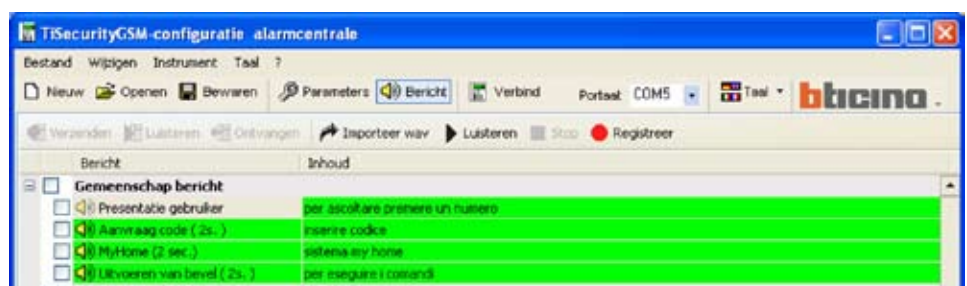 TiSecurityGSM-configuratie alarmcentrale
Bestand Wijzigen Instrument Taal ?
Nieuw Openen Bewaren Parameters Bericht Verbind Portaat COM5 Taal bticino
Verzenden Luisteren Ontvangen Importeer wav Luisteren Stop Registreer
Bericht Inhoud
Gemeenschap bericht
Presentatie gebruiker per ascoltare premere un numero
Aanvraag code ( 2s. ) inserire codice
MyHome (2 sec.) sistema my home
Uitvoeren van bevel ( 2s. ) per eseguire i comandi